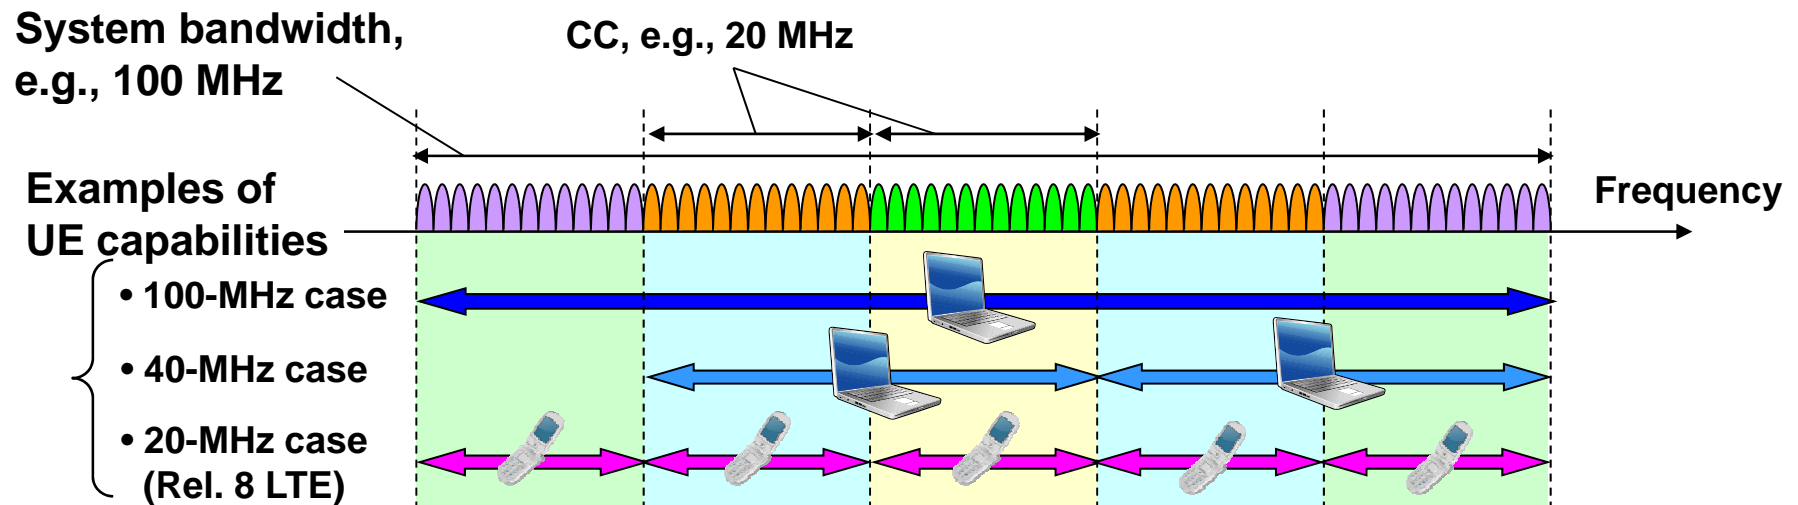 System bandwidth,
e.g., 100 MHz
CC, e.g., 20 MHz
Frequency
Examples of
UE capabilities
• 100-MHz case
• 40-MHz case
• 20-MHz case
(Rel. 8 LTE)